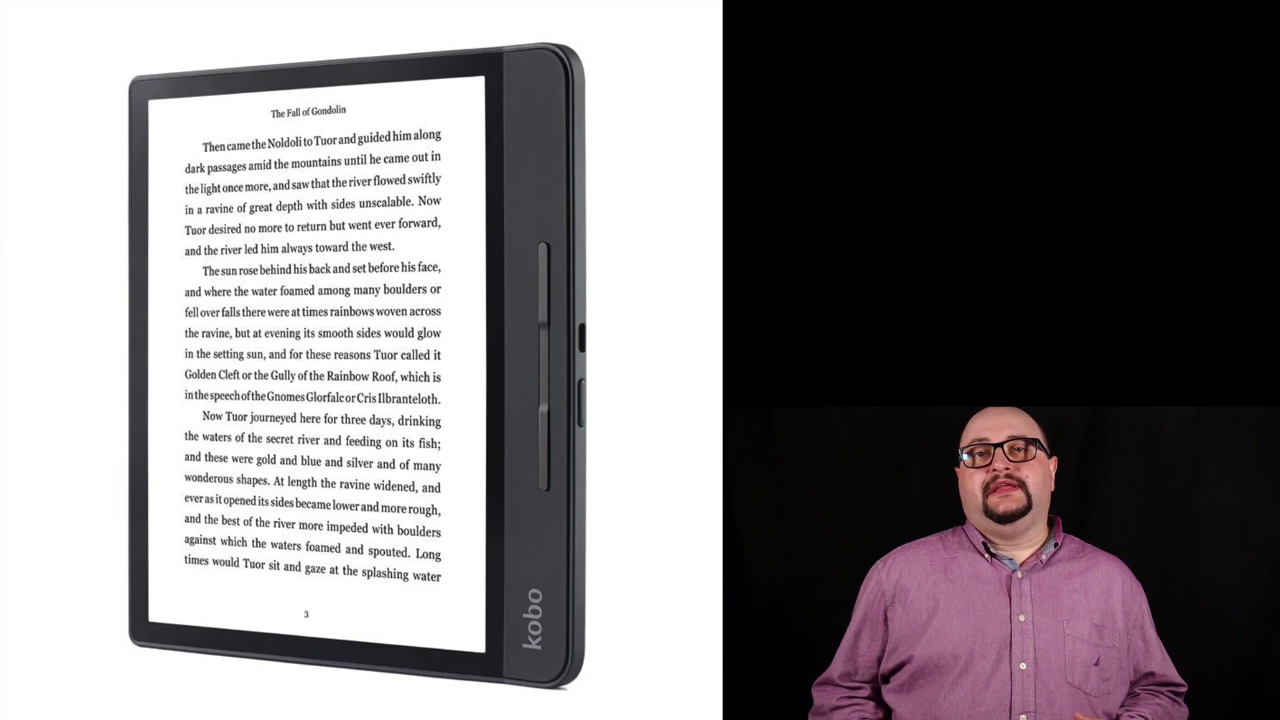 The Fall of Gondolin
Then came the Noldoli to Tuor and guided him along
dark passages amid the mountains until he came out in
the light once more, and saw that the river flowed swiftly
in a ravine of great depth with sides unscalable. Now
Tuor desired no more to return but went ever forward,
and the river led him always toward the west.
The sun rose behind his back and set before his face,
and where the water foamed among many boulders or
fell over falls there were at times rainbows woven across
the ravine, but at evening its smooth sides would glow
in the setting sun, and for these reasons Tuor called it
Golden Cleft or the Gully of the Rainbow Roof, which is
in the speech of the Gnomes Glorfalc or Cris Ilbranteloth.
Now Tuor journeyed here for three days, drinking
the waters of the secret river and feeding on its fish;
and these were gold and blue and silver and of many
wonderous shapes. At length the ravine widened, and
ever as it opened its sides became lower and more rough,
and the best of the river more impeded with boulders
against which the waters foamed and spouted. Long
times would Tuor sit and gaze at the splashing water
3
kobo